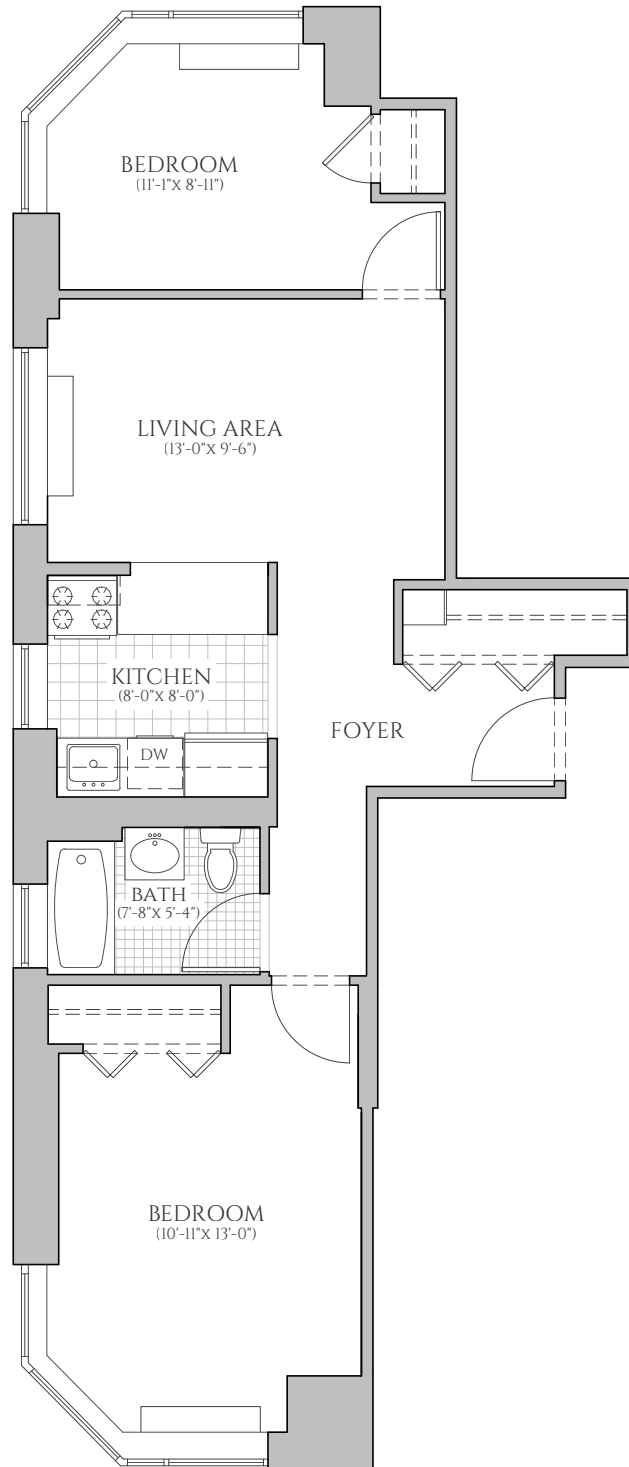 BEDROOM
(11'-1"X 8'-11")
LIVING AREA
(13'-0"X 9'-6")
KITCHEN
(8'-0"X 8'-0")
FOYER
DW
BATH
(7'-8"X 5'-4")
BEDROOM
(10'-11"X 13'-0")